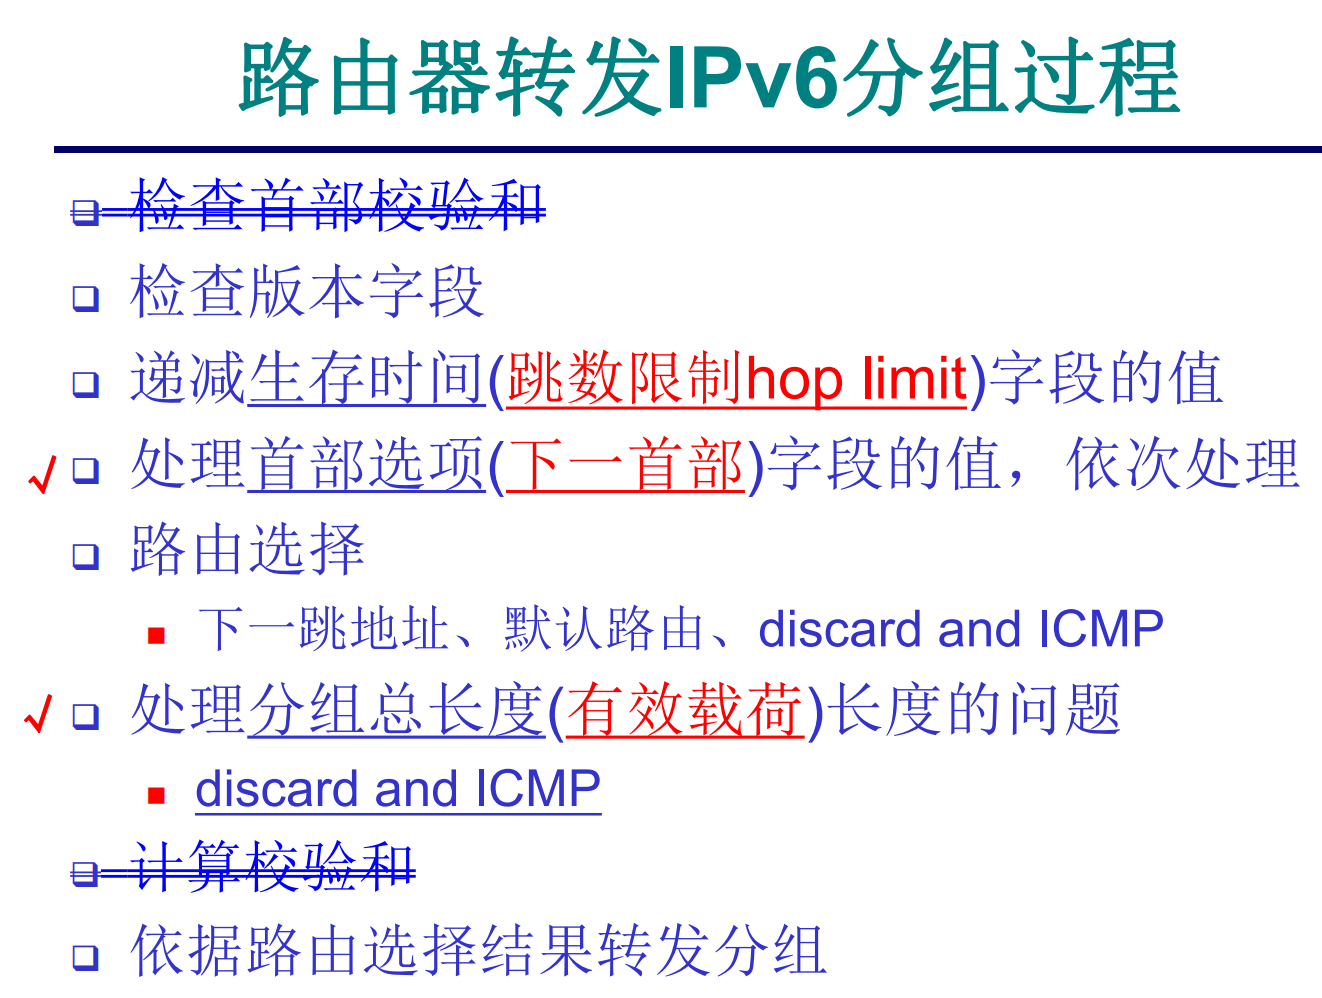 路由器转发IPv6分组过程
检查首部校验和
检查版本字段
递减生存时间(跳数限制hop limit)字段的值
√ 处理首部选项(下一首部)字段的值，依次处理
路由选择
下一跳地址、默认路由、discard and ICMP
√ 处理分组总长度(有效载荷)长度的问题
discard and ICMP
计算校验和
依据路由选择结果转发分组